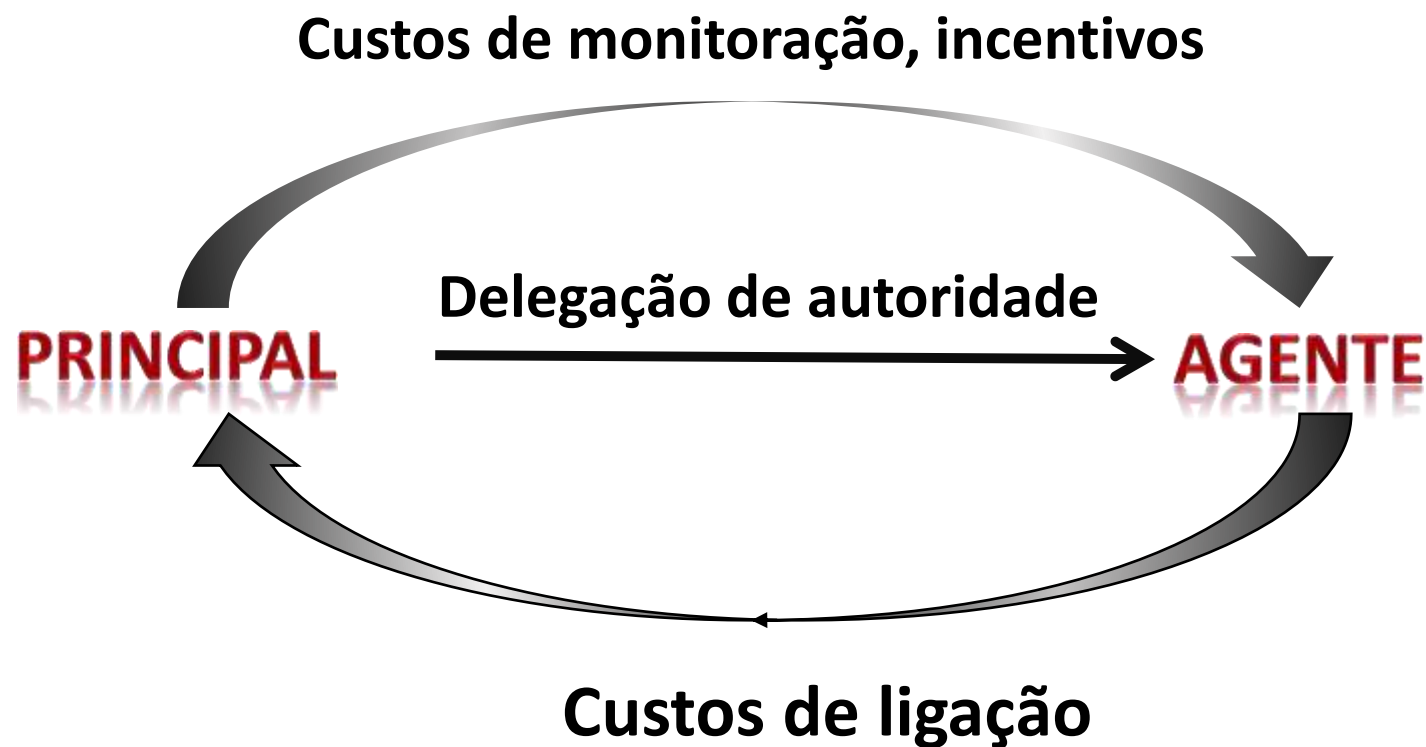 Custos de monitoração, incentivos
Delegação de autoridade
PRINCIPAL
AGENTE
Custos de ligação